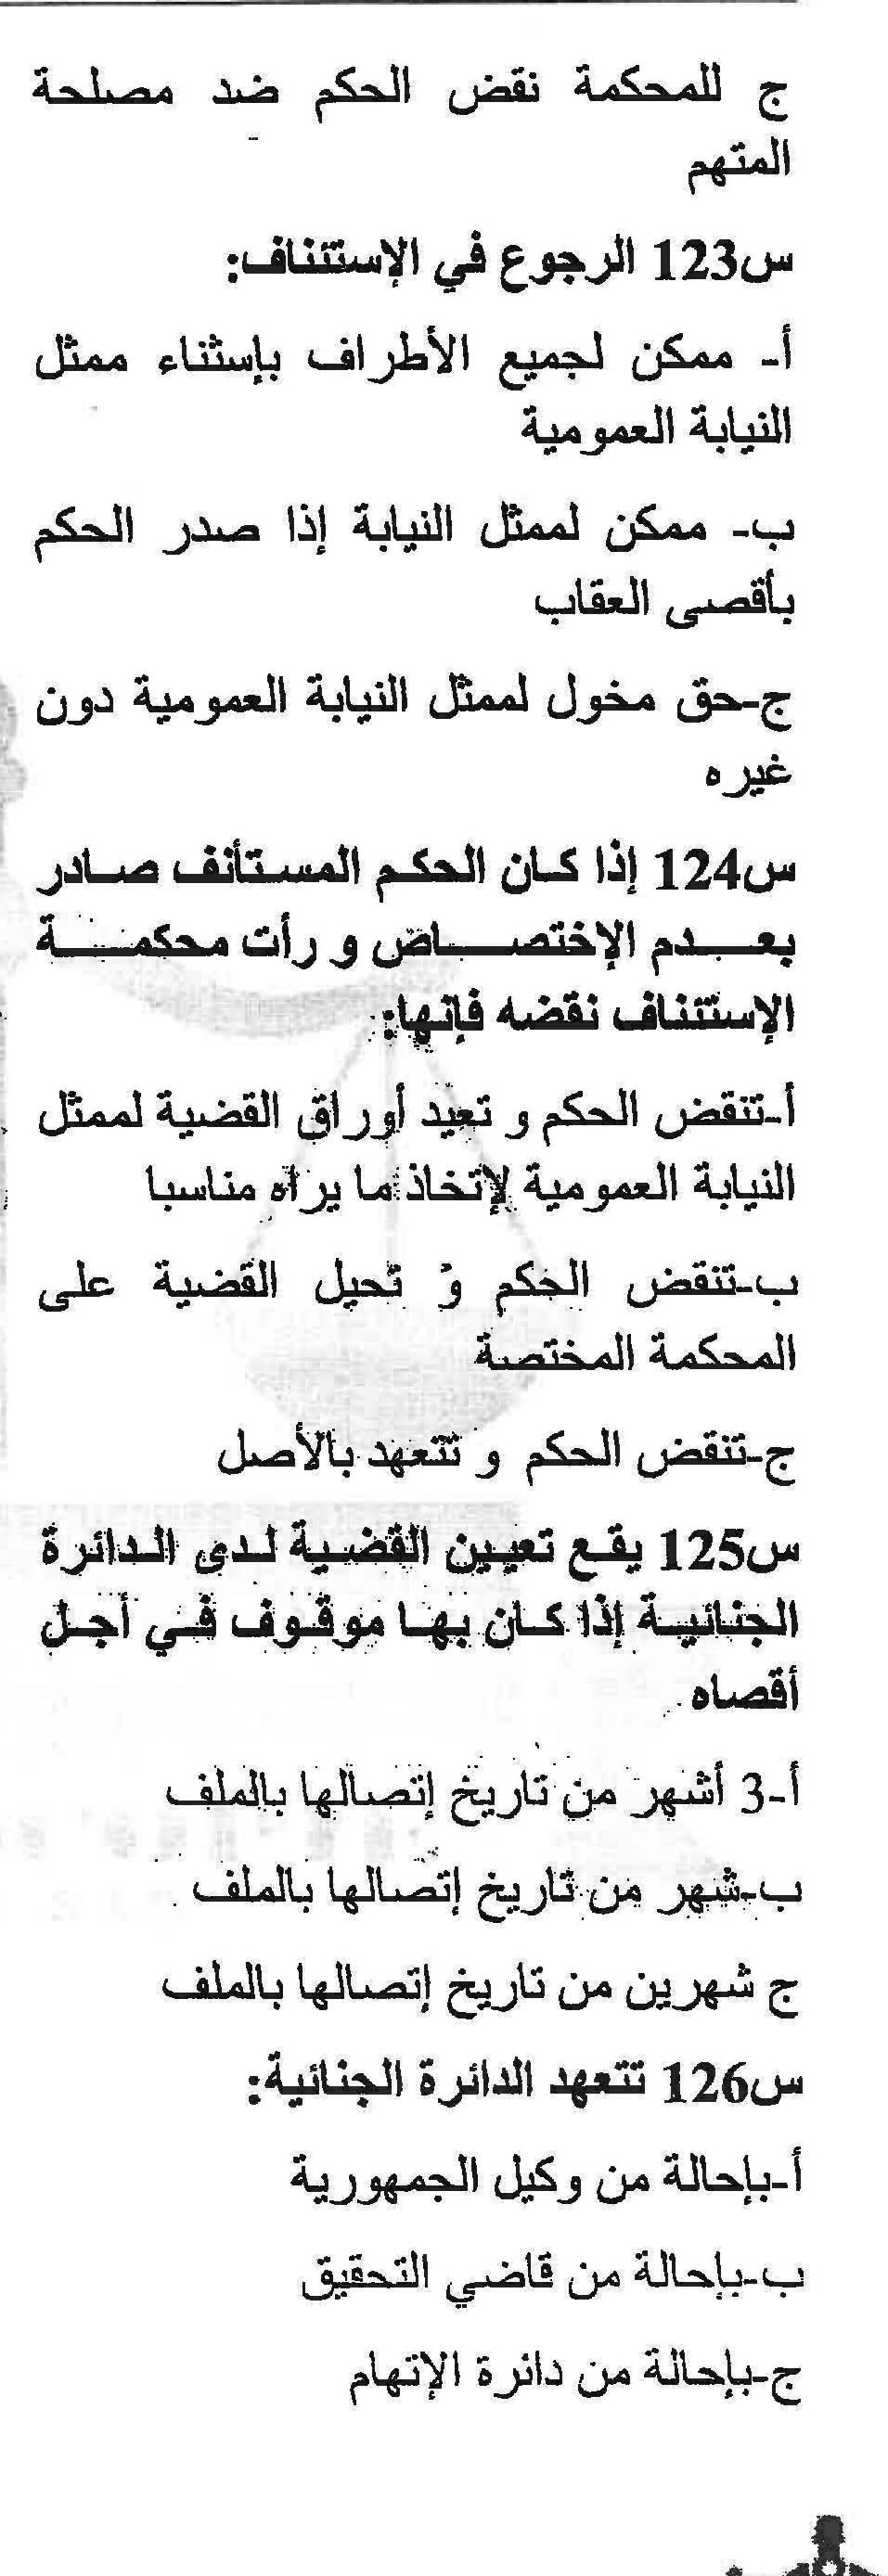 ج للمحكمة نقض الحكم ضد مصلحة
المتهم
س123 الرجوع في الإستئناف:
أ- ممكن لجميع الأطراف بإستثناء ممثل
النيابة العمومية
ب- ممكن لممثل النيابة إذا صدر الحكم
بأقصى العقاب
ج-حق مخول لممثل النيابة العمومية دون
غيره
س124 إذا كان الحكم المستأنف صادر
بعدم الإختصاص و رأت محكمة
الإستئناف نقضه فإنها:
أ-تنقض الحكم و تعيد أوراق القضية لممثل
النيابة العمومية لإتخاذ ما يراه مناسبا
ب-تنقض الحكم و تحيل القضية على
المحكمة المختصة
ج-تنقض الحكم و تتعهد بالأصل
س125 يقع تعيين القضية لدى الدائرة
الجنائية إذا كان بها موقوف في أجل
أقصاه
أ-3 أشهر من تاريخ إتصالها بالملف
ب-شهر من تاريخ إتصالها بالملف
ج شهرين من تاريخ إتصالها بالملف
س126 تتعهد الدائرة الجنائية:
أ-بإحالة من وكيل الجمهورية
ب-بإحالة من قاضي التحقيق
ج-بإحالة من دائرة الإتهام